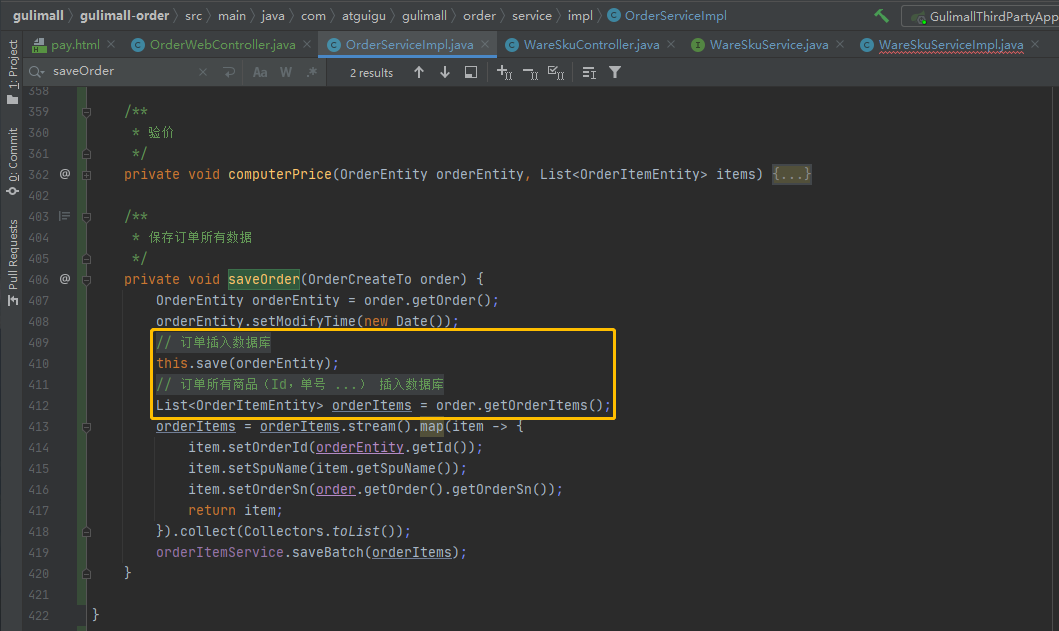 gulimall > gulimall-order > src > main > java > com > atguigu > gulimall > order > service > impl > OrderServiceImpl
GulimallThirdPartyApp
pay.html × OrderWebController.java × OrderServiceImpl.java × WareSkuController.java × WareSkuService.java × WareSkuServiceImpl.java ×
saveOrder × Aa W .* 2 results
1: Project
0: Commit
Pull Requests
358
359 /**
360 * 验价
361 */
362 @ private void computerPrice(OrderEntity orderEntity, List<OrderItemEntity> items) {...}
402
403 /**
404 * 保存订单所有数据
405 */
406 @ private void saveOrder(OrderCreateTo order) {
407 OrderEntity orderEntity = order.getOrder();
408 orderEntity.setModifyTime(new Date());
409 // 订单插入数据库
410 this.save(orderEntity);
411 // 订单所有商品（Id，单号 ...） 插入数据库
412 List<OrderItemEntity> orderItems = order.getOrderItems();
413 orderItems = orderItems.stream().map(item -> {
414 item.setOrderId(orderEntity.getId());
415 item.setSpuName(item.getSpuName());
416 item.setOrderSn(order.getOrder().getOrderSn());
417 return item;
418 }).collect(Collectors.toList());
419 orderItemService.saveBatch(orderItems);
420 }
421
422 }